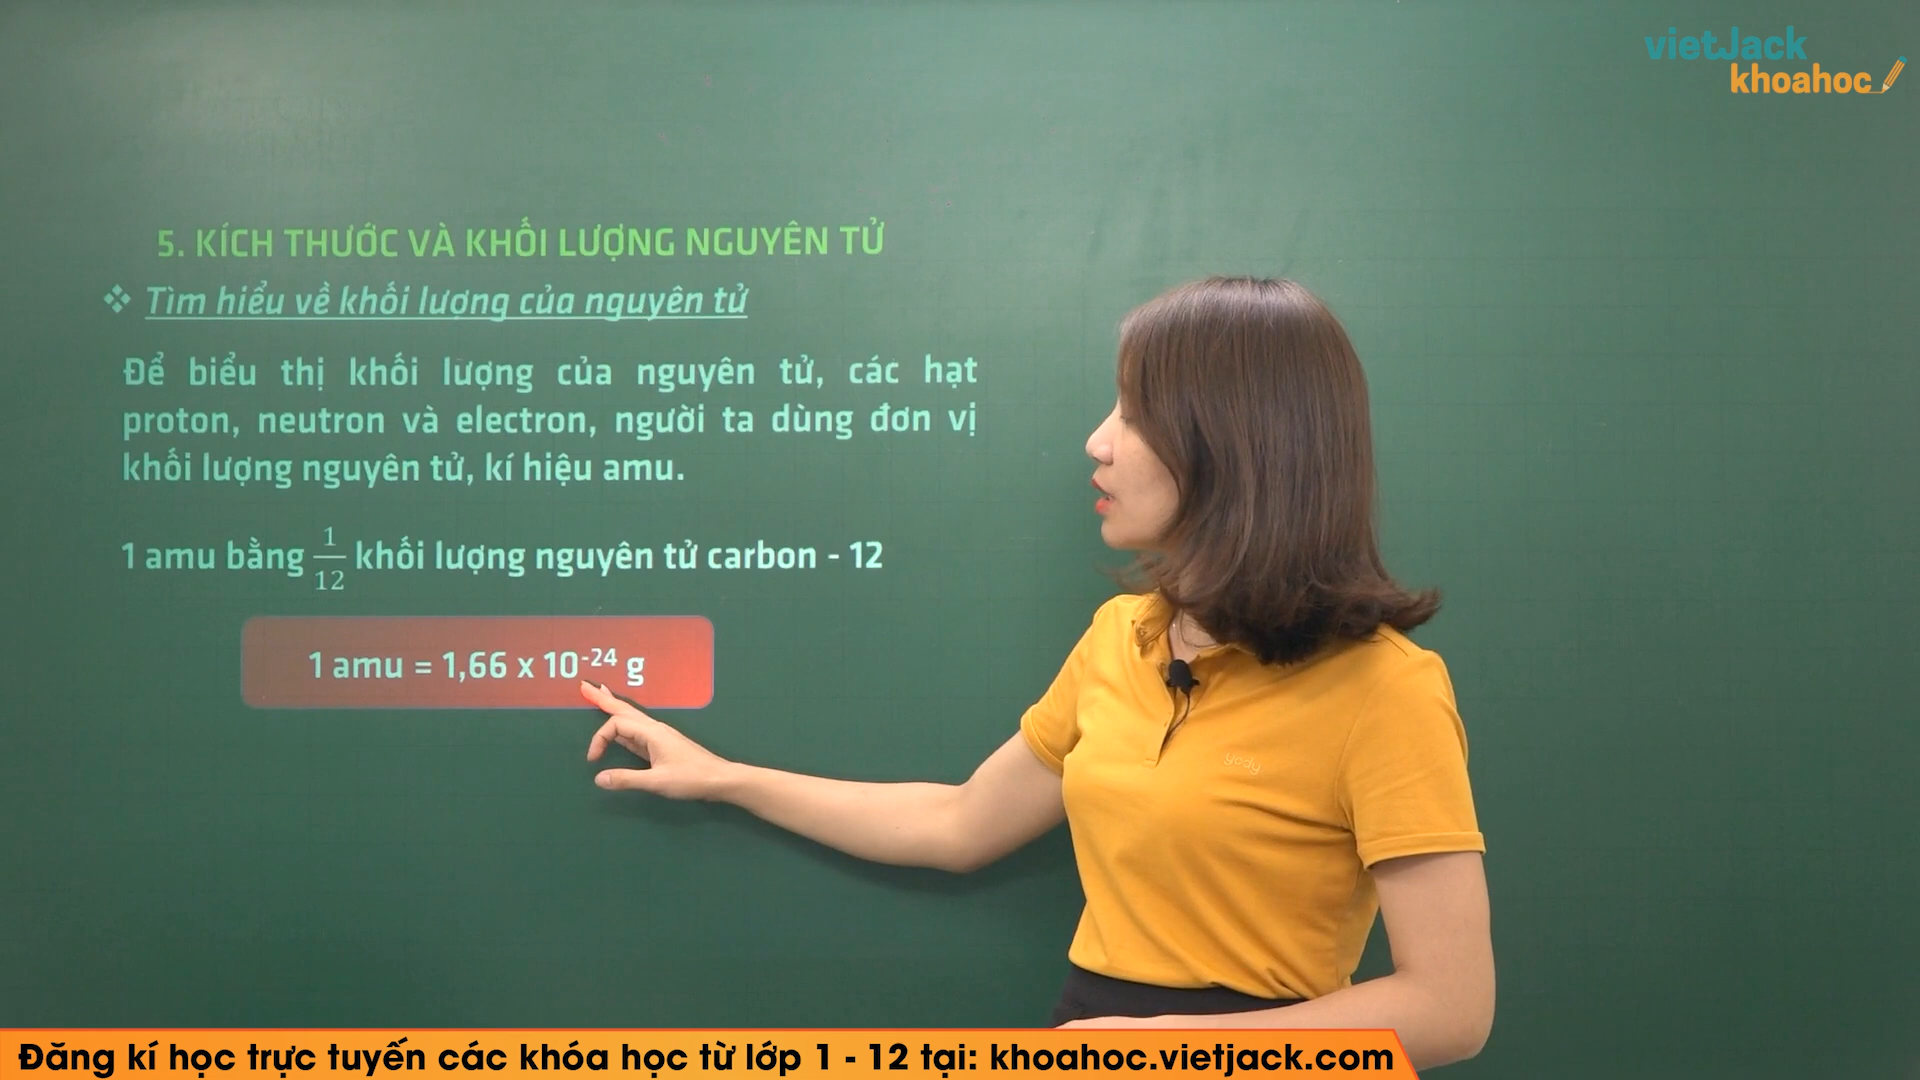 vietJack
khoahoc
5. KÍCH THƯỚC VÀ KHỐI LƯỢNG NGUYÊN TỬ
❖ Tìm hiểu về khối lượng của nguyên tử
Để biểu thị khối lượng của nguyên tử, các hạt
proton, neutron và electron, người ta dùng đơn vị
khối lượng nguyên tử, kí hiệu amu.
1 amu bằng 1/12 khối lượng nguyên tử carbon - 12
1 amu = 1,66 x 10⁻²⁴ g
yody
Đăng kí học trực tuyến các khóa học từ lớp 1 - 12 tại: khoahoc.vietjack.com